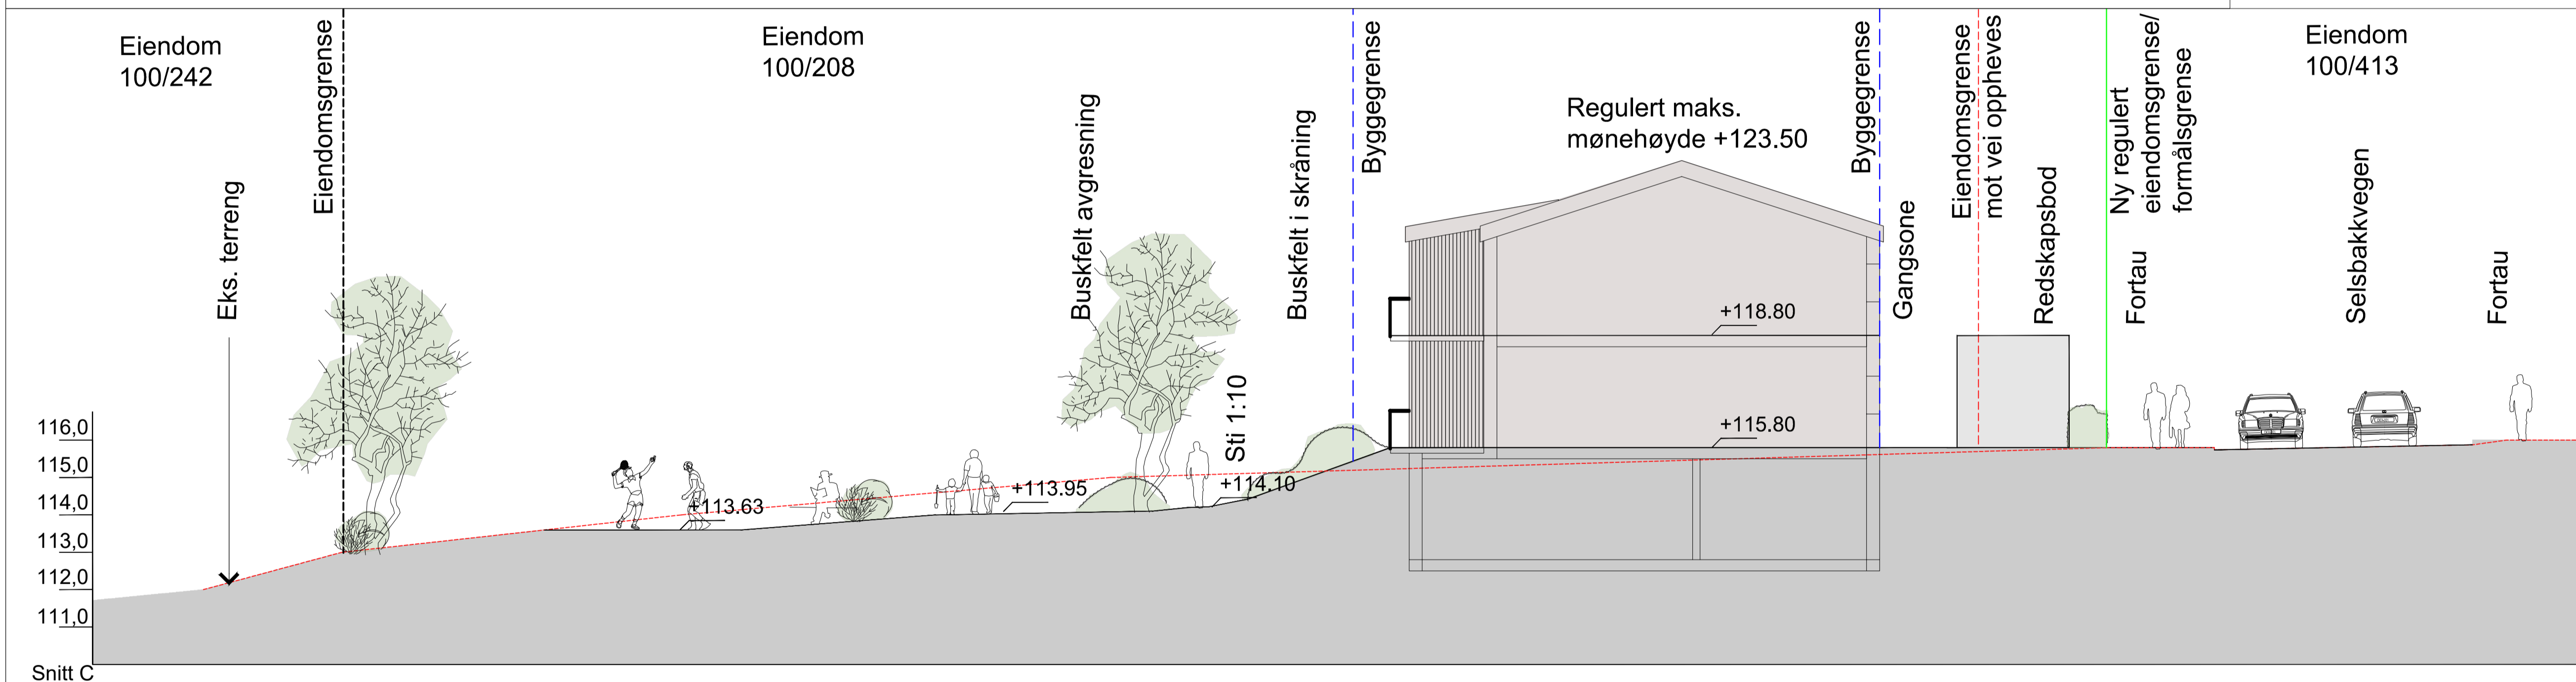 Eiendom
100/242
Eiendomsgrense
Eks. terreng
Eiendom
100/208
Buskfelt avgresning
Sti 1:10
Buskfelt i skråning
Byggegrense
Regulert maks.
mønehøyde +123.50
Byggegrense
Gangsone
Eiendomsgrense
mot vei oppheves
Redskapsbod
Ny regulert
eiendomsgrense/
formålsgrense
Fortau
Eiendom
100/413
Selsbakkvegen
Fortau
+118.80
+115.80
+113.63
+113.95
+114.10
116,0
115,0
114,0
113,0
112,0
111,0
Snitt C